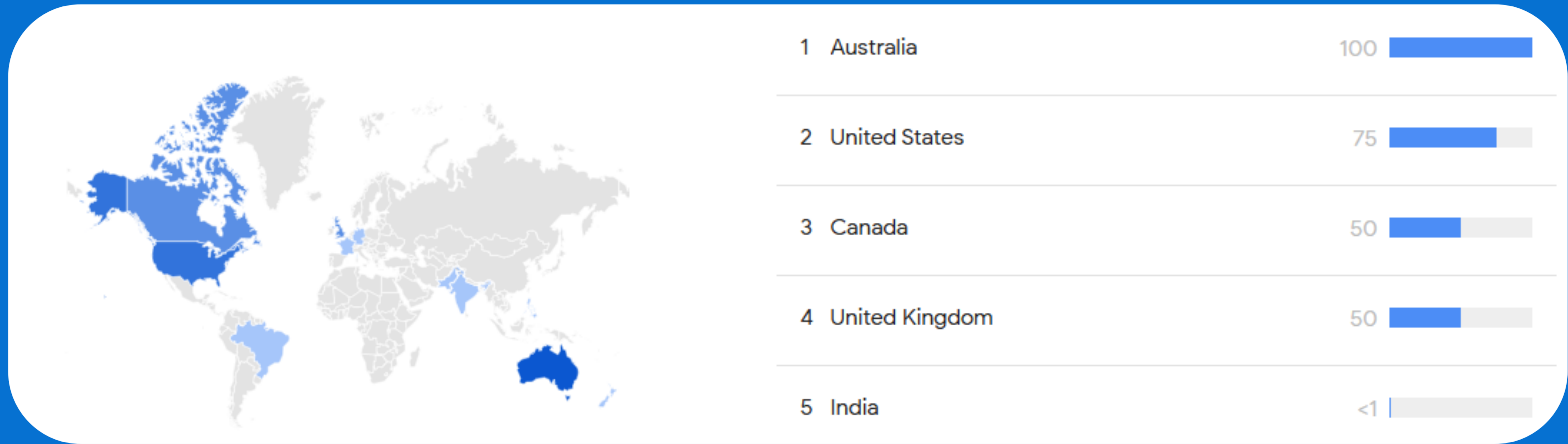 1 Australia 100
2 United States 75
3 Canada 50
4 United Kingdom 50
5 India <1